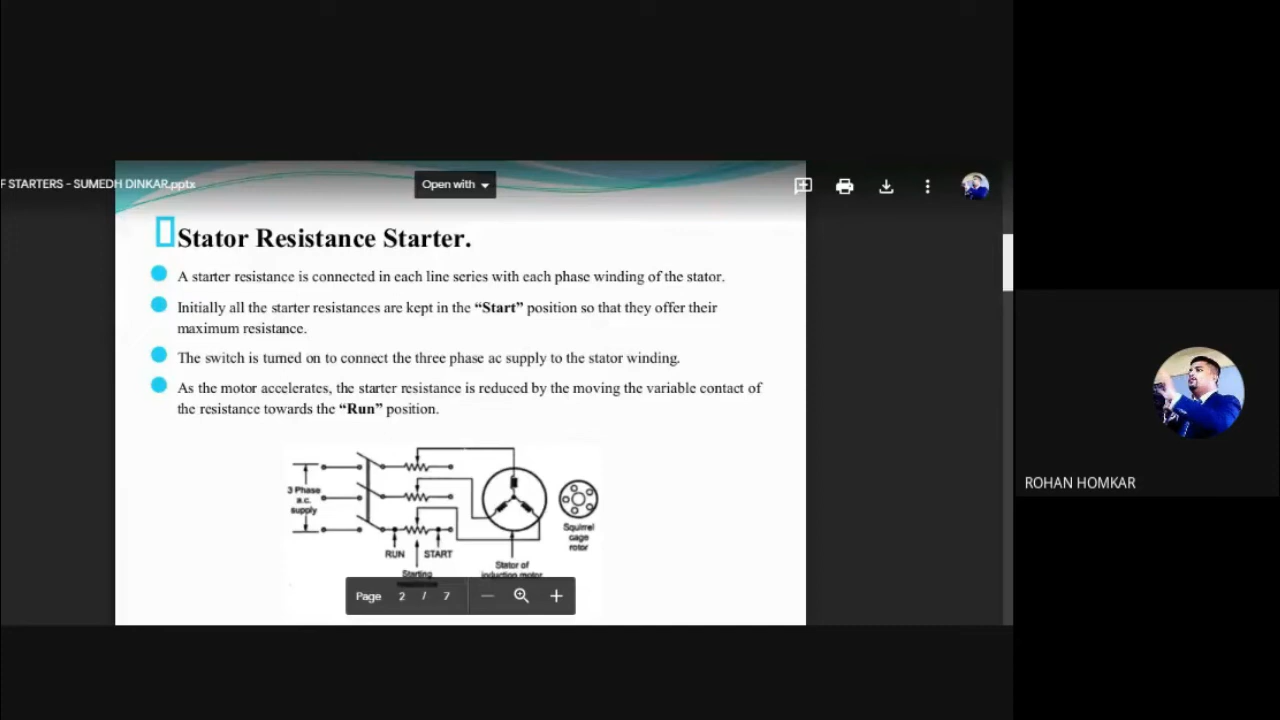 F STARTERS - SUMEDH DINKAR.pptx
Open with
Stator Resistance Starter.
A starter resistance is connected in each line series with each phase winding of the stator.
Initially all the starter resistances are kept in the “Start” position so that they offer their
maximum resistance.
The switch is turned on to connect the three phase ac supply to the stator winding.
As the motor accelerates, the starter resistance is reduced by the moving the variable contact of
the resistance towards the “Run” position.
3 Phase
a.c.
supply
RUN START
Starting
Stator of
induction motor
Squirrel
cage
rotor
Page 2 / 7
ROHAN HOMKAR